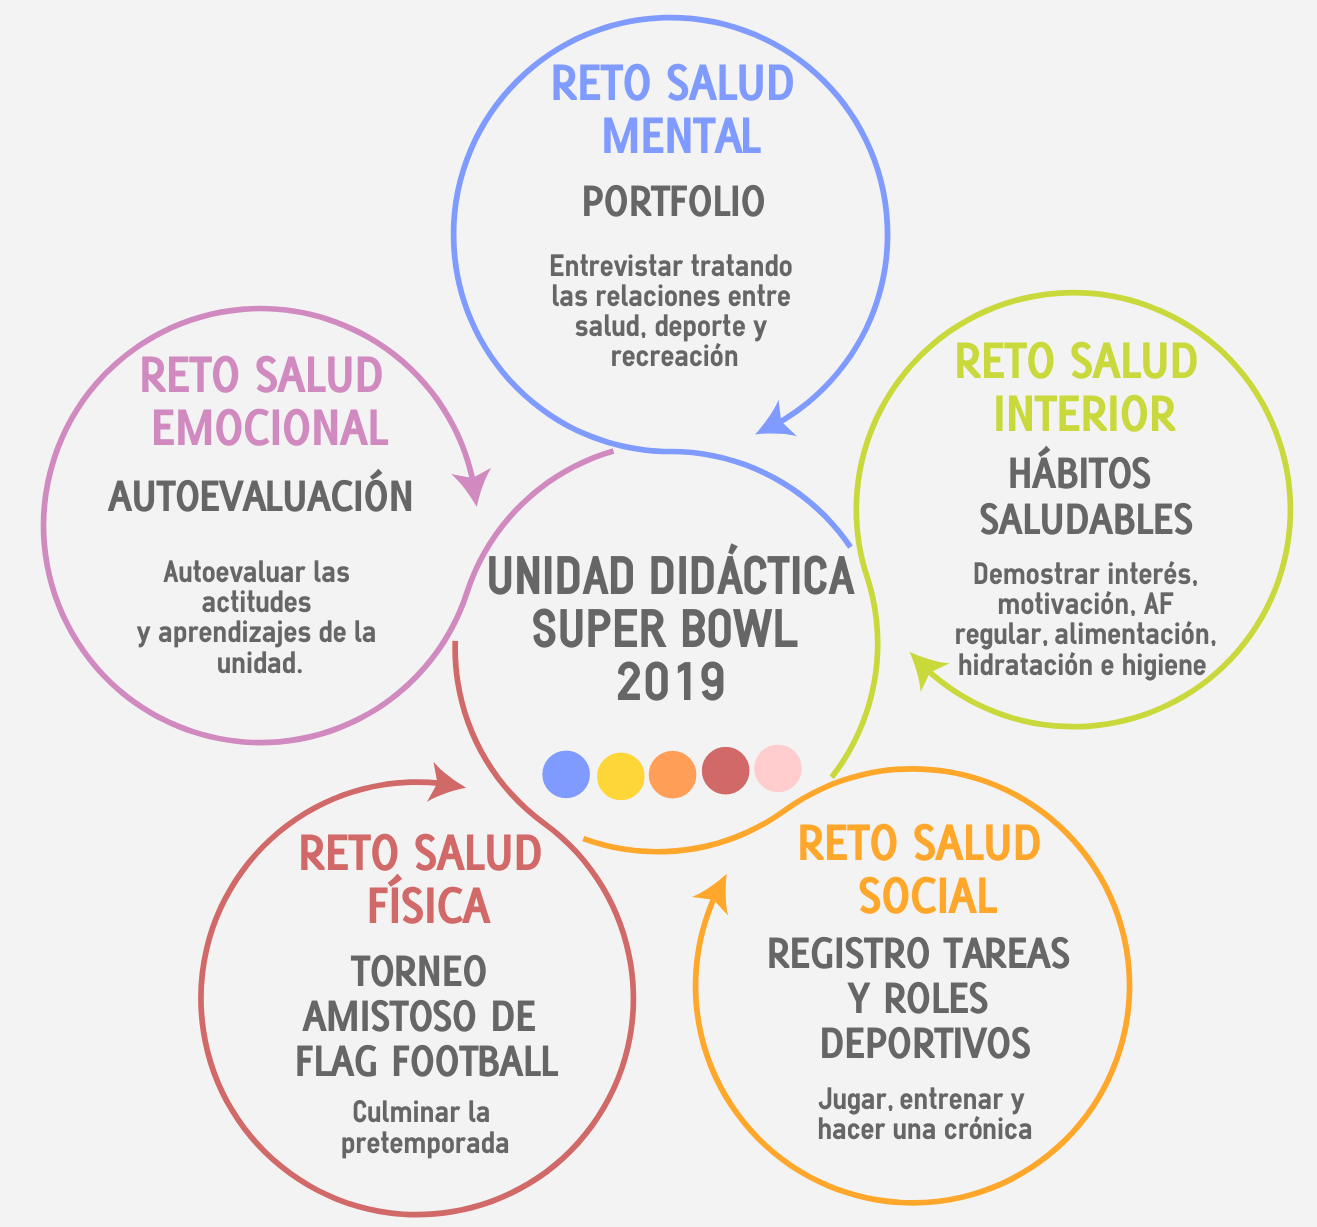 RETO SALUD
MENTAL
PORTFOLIO
Entrevistar tratando
las relaciones entre
salud, deporte y
recreación
RETO SALUD
EMOCIONAL
AUTOEVALUACIÓN
Autoevaluar las
actitudes
y aprendizajes de la
unidad.
RETO SALUD
INTERIOR
HÁBITOS
SALUDABLES
Demostrar interés,
motivación, AF
regular, alimentación,
hidratación e higiene
UNIDAD DIDÁCTICA
SUPER BOWL
2019
RETO SALUD
FÍSICA
TORNEO
AMISTOSO DE
FLAG FOOTBALL
Culminar la
pretemporada
RETO SALUD
SOCIAL
REGISTRO TAREAS
Y ROLES
DEPORTIVOS
Jugar, entrenar y
hacer una crónica